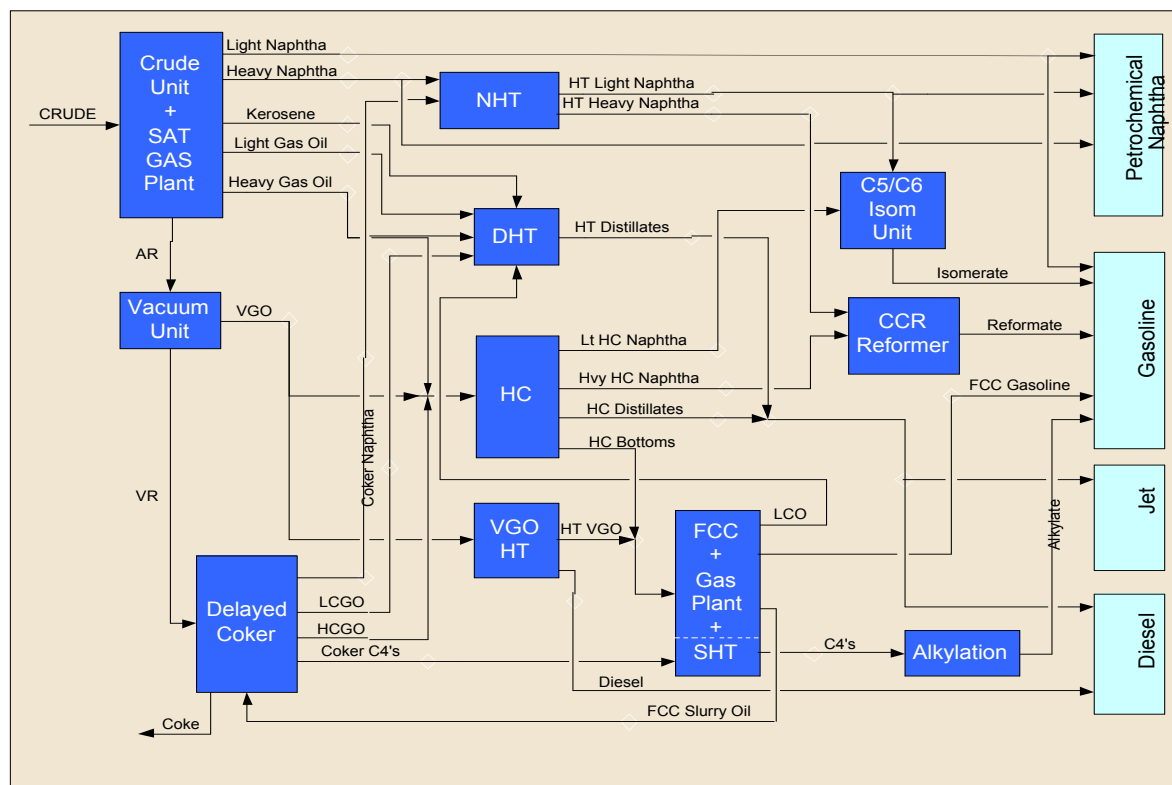 Light Naphtha
Crude
Unit
+
SAT
GAS
Plant
Heavy Naphtha
CRUDE
Kerosene
Light Gas Oil
Heavy Gas Oil
NHT
HT Light Naphtha
HT Heavy Naphtha
Petrochemical
Naphtha
C5/C6
Isom
Unit
DHT
HT Distillates
AR
Isomerate
Gasoline
Vacuum
Unit
VGO
CCR
Reformer
Reformate
Lt HC Naphtha
HC
Hvy HC Naphtha
FCC Gasoline
HC Distillates
HC Bottoms
Coker Naphtha
VR
LCO
Jet
Alkylate
VGO
HT
HT VGO
FCC
+
Gas
Plant +
SHT
Delayed
Coker
LCGO
HCGO
Coker C4's
C4's
Alkylation
Diesel
Diesel
FCC Slurry Oil
Coke